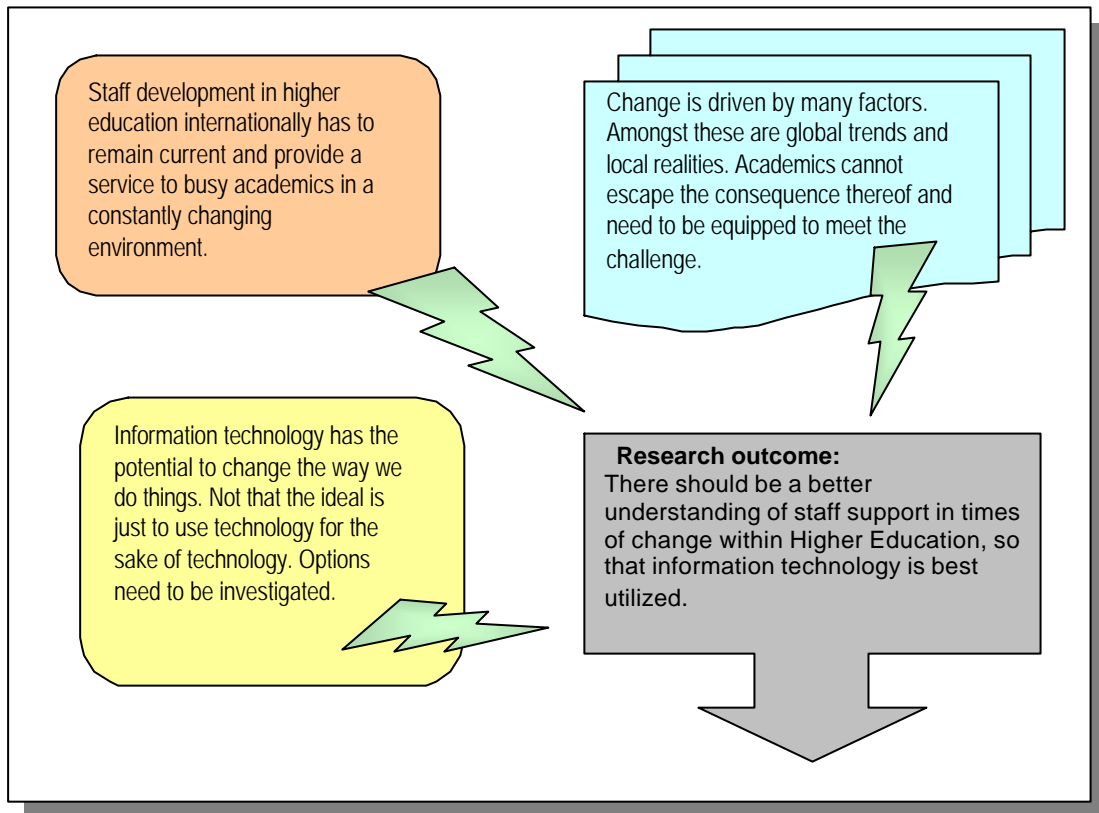 Staff development in higher
education internationally has to
remain current and provide a
service to busy academics in a
constantly changing
environment.
Change is driven by many factors.
Amongst these are global trends and
local realities. Academics cannot
escape the consequence thereof and
need to be equipped to meet the
challenge.
Information technology has the
potential to change the way we
do things. Not that the ideal is
just to use technology for the
sake of technology. Options
need to be investigated.
Research outcome:
There should be a better
understanding of staff support in times
of change within Higher Education, so
that information technology is best
utilized.